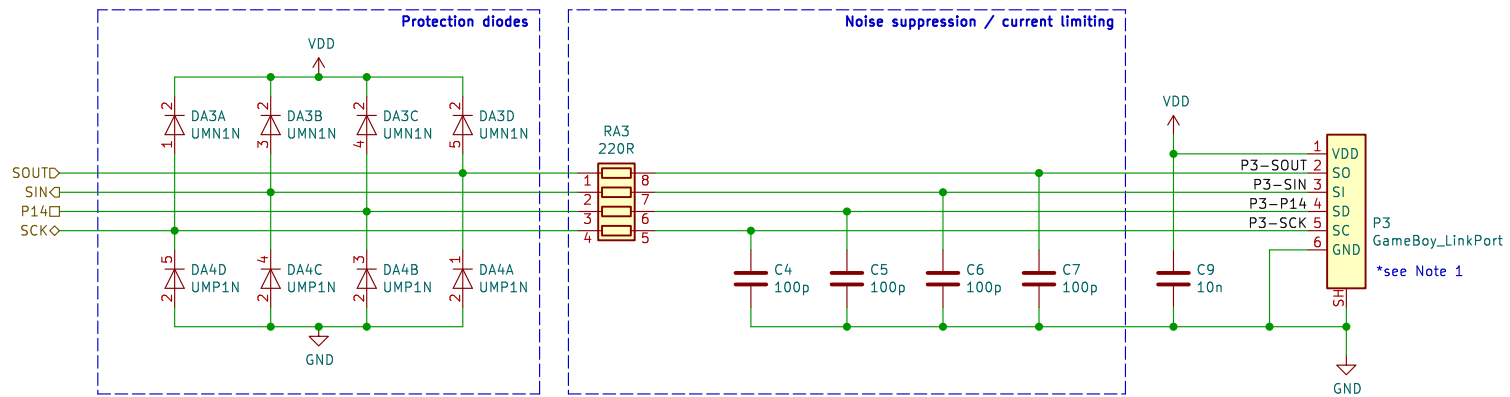 Protection diodes
Noise suppression / current limiting
VDD
VDD
2 2 2 2
DA3A DA3B DA3C DA3D
UMN1N UMN1N UMN1N UMN1N
1 3 4 5
RA3
220R
1 VDD
SOUT P3-SOUT 2 SO
1 8
SIN P3-SIN 3 SI
2 7
P14 P3-P14 4 SD
3 6
SCK P3-SCK 5 SC
4 5
6 GND
P3
GameBoy_LinkPort
*see Note 1
5 4 3 1
DA4D DA4C DA4B DA4A
UMP1N UMP1N UMP1N UMP1N
2 2 2 2
C4 C5 C6 C7 C9
100p 100p 100p 100p 10n
SH
GND
GND